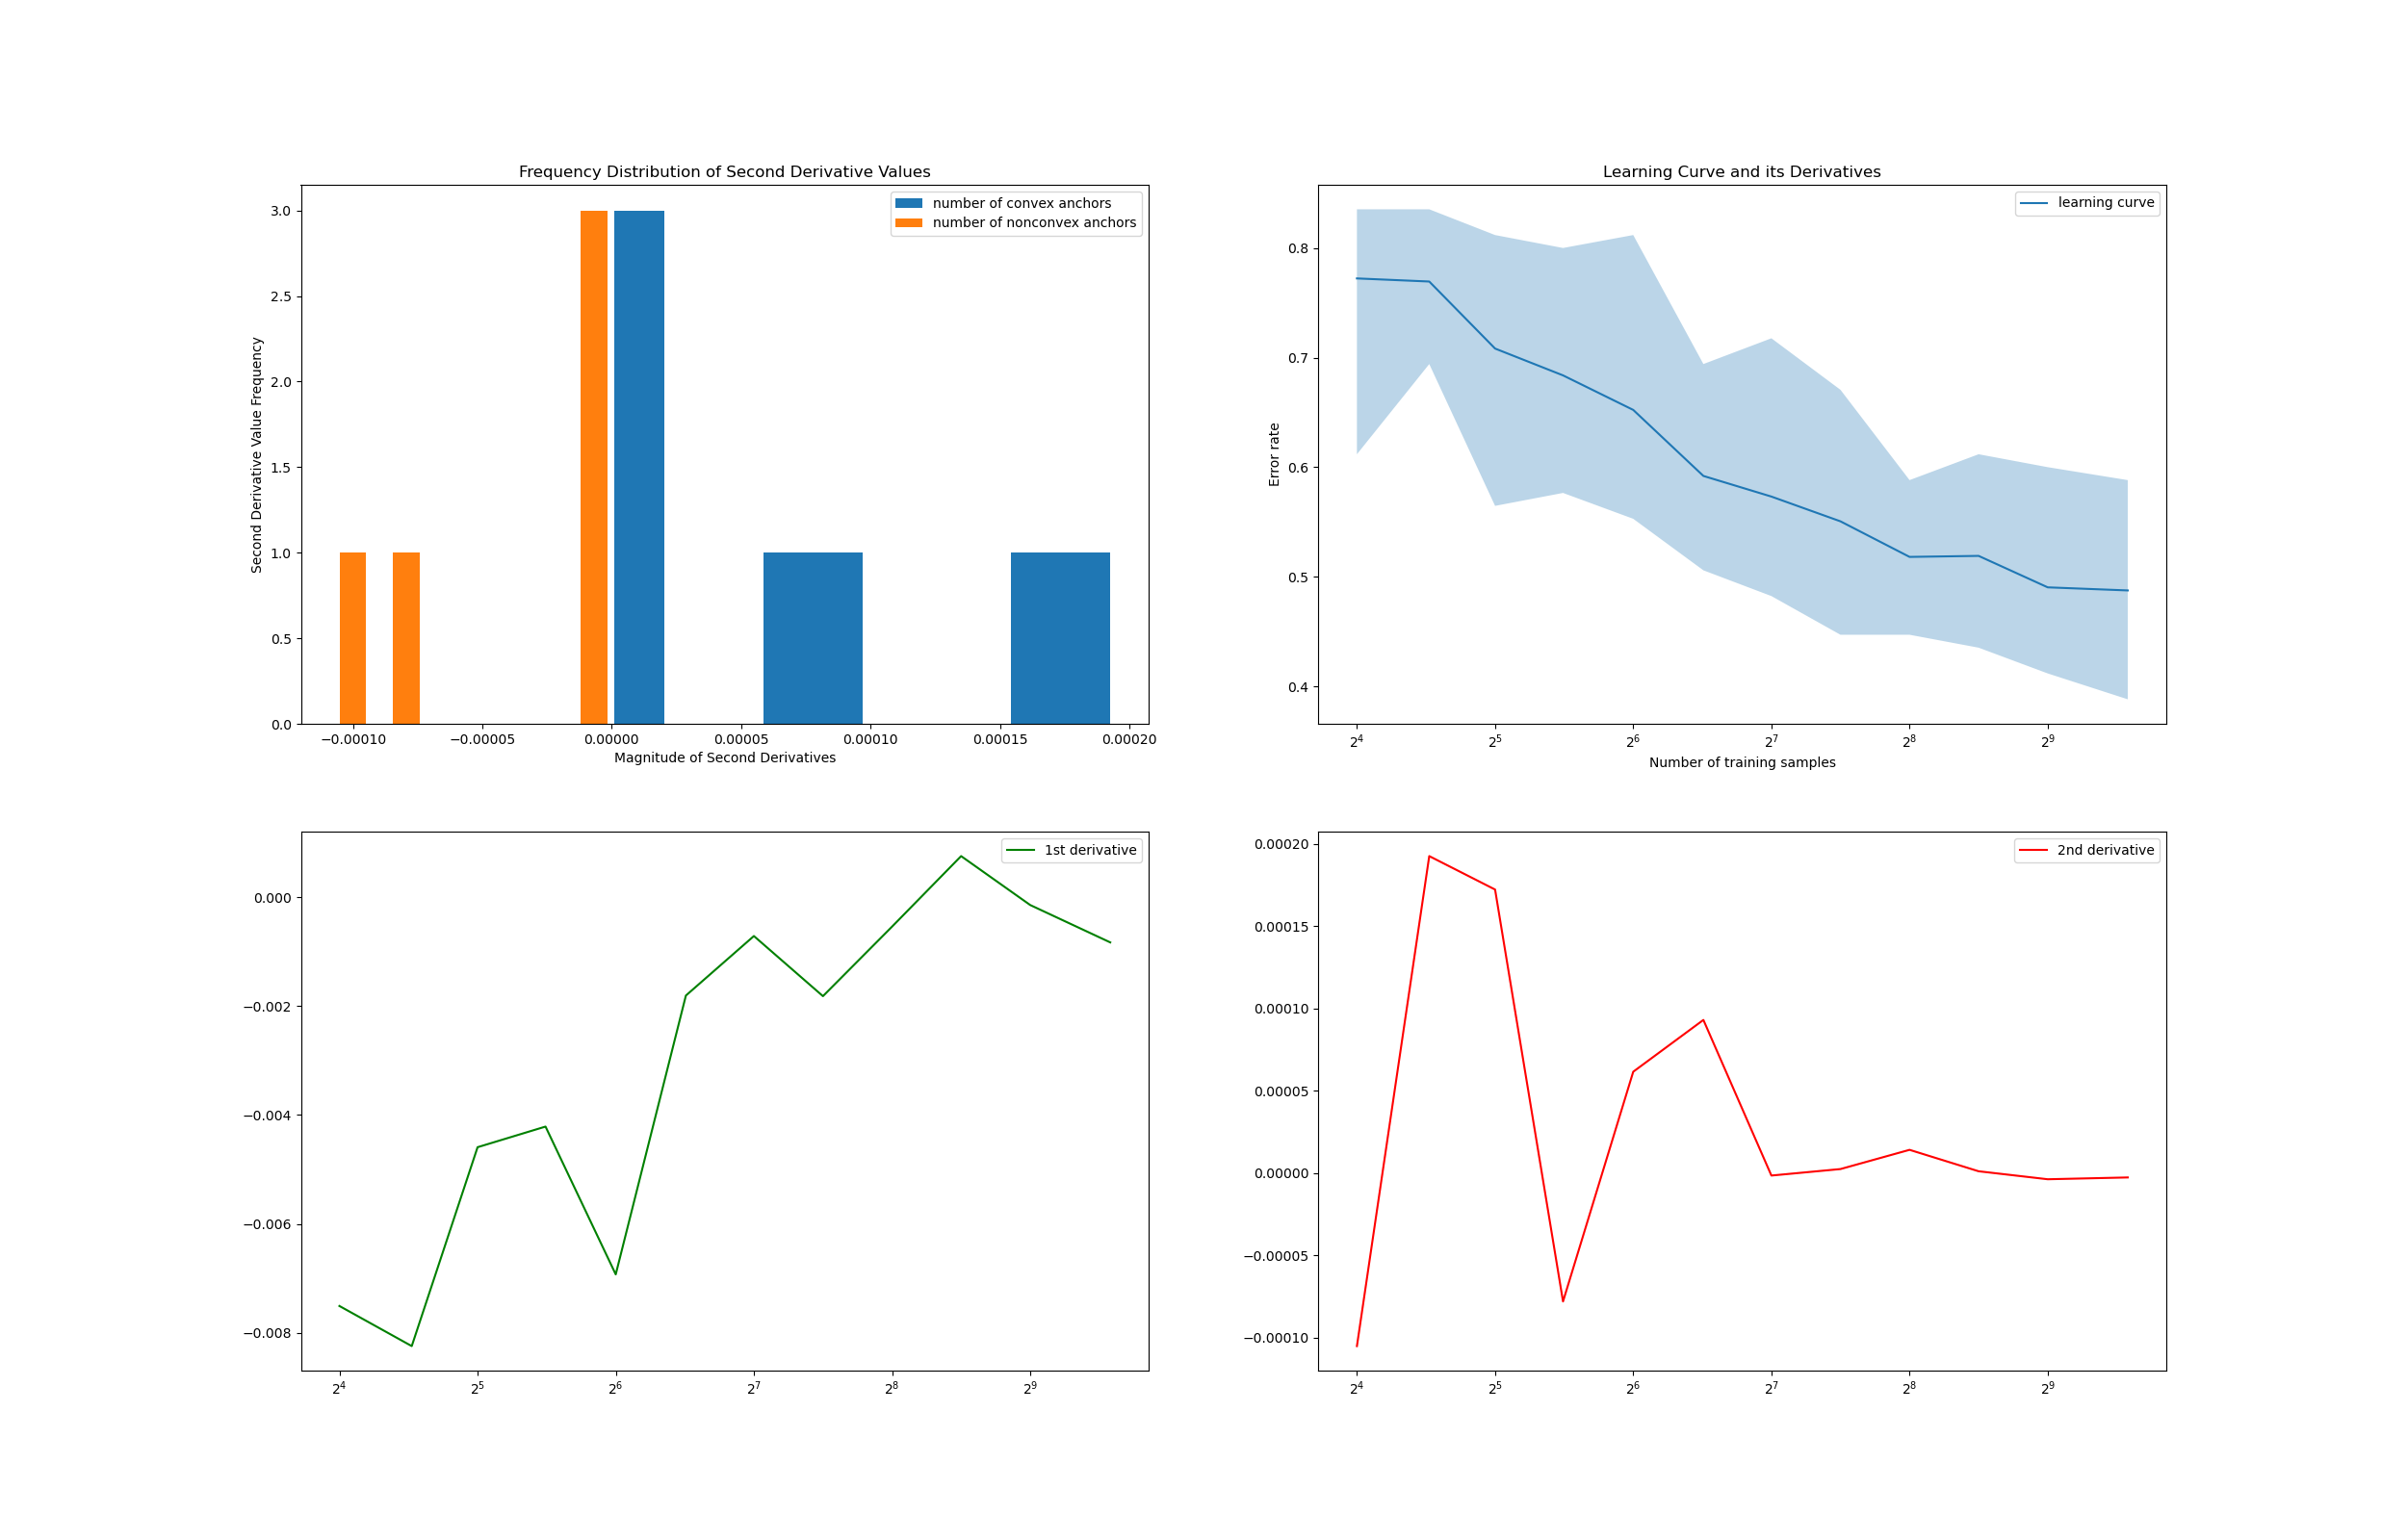 Frequency Distribution of Second Derivative Values
number of convex anchors
number of nonconvex anchors
Second Derivative Value Frequency
3.0
2.5
2.0
1.5
1.0
0.5
0.0
−0.00010 −0.00005 0.00000 0.00005 0.00010 0.00015 0.00020
Magnitude of Second Derivatives
Learning Curve and its Derivatives
learning curve
Error rate
0.8
0.7
0.6
0.5
0.4
2⁴ 2⁵ 2⁶ 2⁷ 2⁸ 2⁹
Number of training samples
1st derivative
0.000
−0.002
−0.004
−0.006
−0.008
2⁴ 2⁵ 2⁶ 2⁷ 2⁸ 2⁹
2nd derivative
0.00020
0.00015
0.00010
0.00005
0.00000
−0.00005
−0.00010
2⁴ 2⁵ 2⁶ 2⁷ 2⁸ 2⁹